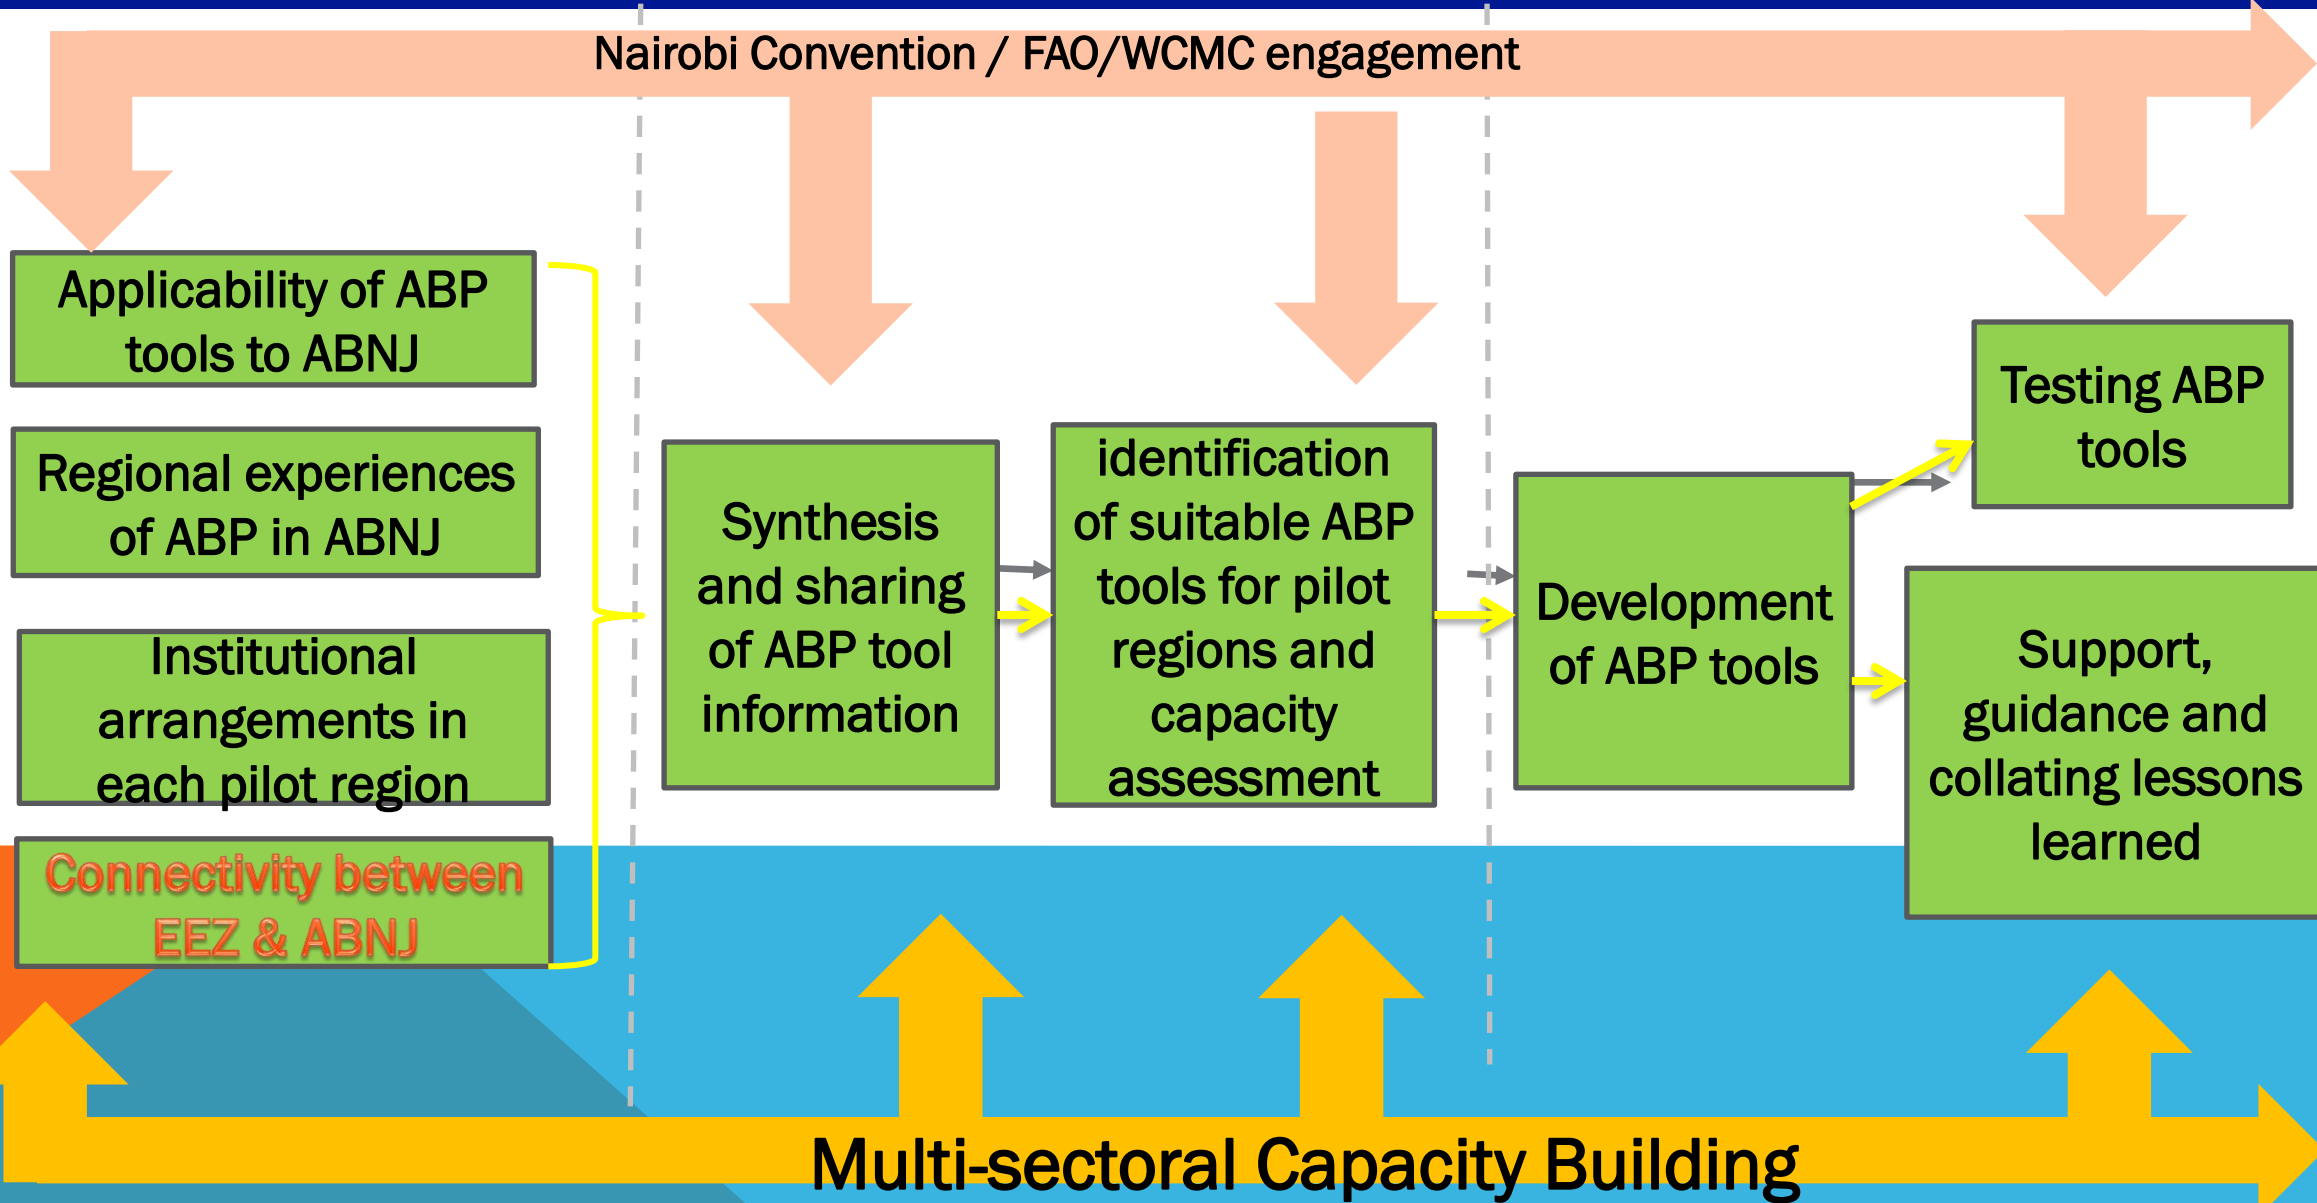 Nairobi Convention / FAO/WCMC engagement
Applicability of ABP
tools to ABNJ
Regional experiences
of ABP in ABNJ
Institutional
arrangements in
each pilot region
Connectivity between
EEZ & ABNJ
Synthesis
and sharing
of ABP tool
information
identification
of suitable ABP
tools for pilot
regions and
capacity
assessment
Development
of ABP tools
Testing ABP
tools
Support,
guidance and
collating lessons
learned
Multi-sectoral Capacity Building